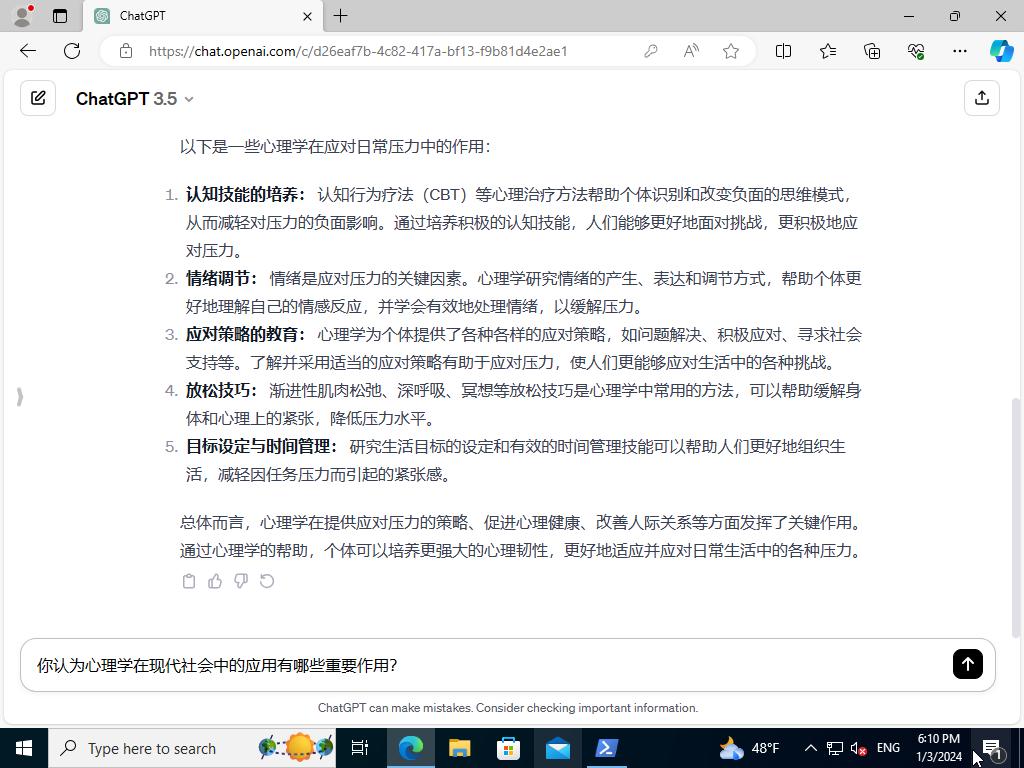 ChatGPT
https://chat.openai.com/c/d26eaf7b-4c82-417a-bf13-f9b81d4e2ae1
ChatGPT 3.5
以下是一些心理学在应对日常压力中的作用：
1. 认知技能的培养： 认知行为疗法（CBT）等心理治疗方法帮助个体识别和改变负面的思维模式，
从而减轻对压力的负面影响。通过培养积极的认知技能，人们能够更好地面对挑战，更积极地应
对压力。
2. 情绪调节： 情绪是应对压力的关键因素。心理学研究情绪的产生、表达和调节方式，帮助个体更
好地理解自己的情感反应，并学会有效地处理情绪，以缓解压力。
3. 应对策略的教育： 心理学为个体提供了各种各样的应对策略，如问题解决、积极应对、寻求社会
支持等。了解并采用适当的应对策略有助于应对压力，使人们更能够应对生活中的各种挑战。
4. 放松技巧： 渐进性肌肉松弛、深呼吸、冥想等放松技巧是心理学中常用的方法，可以帮助缓解身
体和心理上的紧张，降低压力水平。
5. 目标设定与时间管理： 研究生活目标的设定和有效的时间管理技能可以帮助人们更好地组织生
活，减轻因任务压力而引起的紧张感。
总体而言，心理学在提供应对压力的策略、促进心理健康、改善人际关系等方面发挥了关键作用。
通过心理学的帮助，个体可以培养更强大的心理韧性，更好地适应并应对日常生活中的各种压力。
你认为心理学在现代社会中的应用有哪些重要作用?
ChatGPT can make mistakes. Consider checking important information.
Type here to search
48°F
ENG
6:10 PM
1/3/2024
1